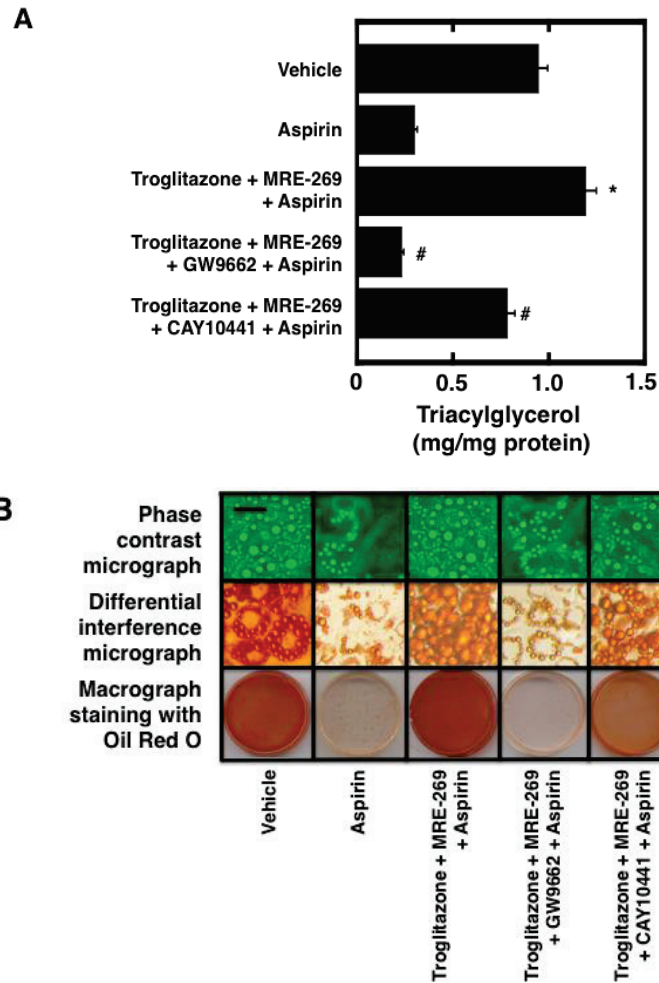 A
Vehicle
Aspirin
Troglitazone + MRE-269
+ Aspirin
*
Troglitazone + MRE-269
+ GW9662 + Aspirin
#
Troglitazone + MRE-269
+ CAY10441 + Aspirin
#
0 0.5 1.0 1.5
Triacylglycerol
(mg/mg protein)
B
Phase
contrast
micrograph
Differential
interference
micrograph
Macrograph
staining with
Oil Red O
Vehicle
Aspirin
Troglitazone + MRE-269
+ Aspirin
Troglitazone + MRE-269
+ GW9662 + Aspirin
Troglitazone + MRE-269
+ CAY10441 + Aspirin